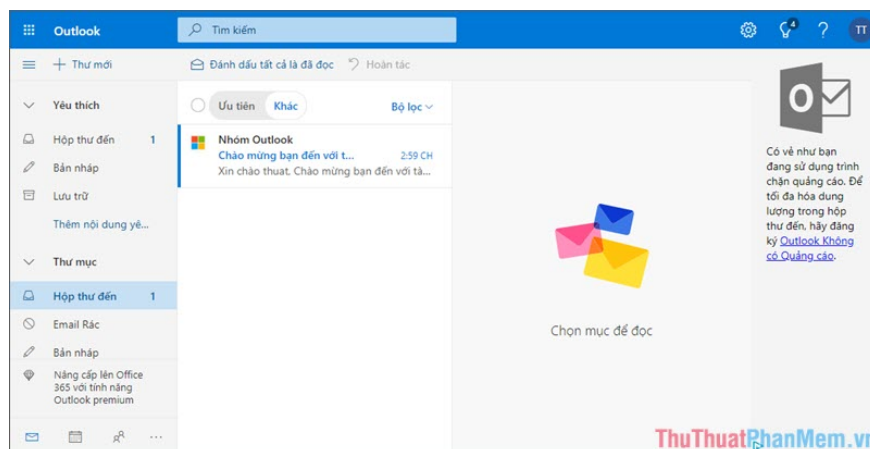 Outlook
Tìm kiếm
4
TT
Thư mới
Đánh dấu tất cả là đã đọc
Hoàn tác
Yêu thích
Hộp thư đến 1
Bản nháp
Lưu trữ
Thêm nội dung yê...
Thư mục
Hộp thư đến 1
Email Rác
Bản nháp
Nâng cấp lên Office
365 với tính năng
Outlook premium
Ưu tiên
Khác
Bộ lọc
Nhóm Outlook
Chào mừng bạn đến với t... 2:59 CH
Xin chào thuat, Chào mừng bạn đến với tà...
Chọn mục để đọc
O
Có vẻ như bạn
đang sử dụng trình
chặn quảng cáo. Để
tối đa hóa dung
lượng trong hộp
thư đến, hãy đăng
ký Outlook Không
có Quảng cáo.
ThuThuatPhanMem.vn